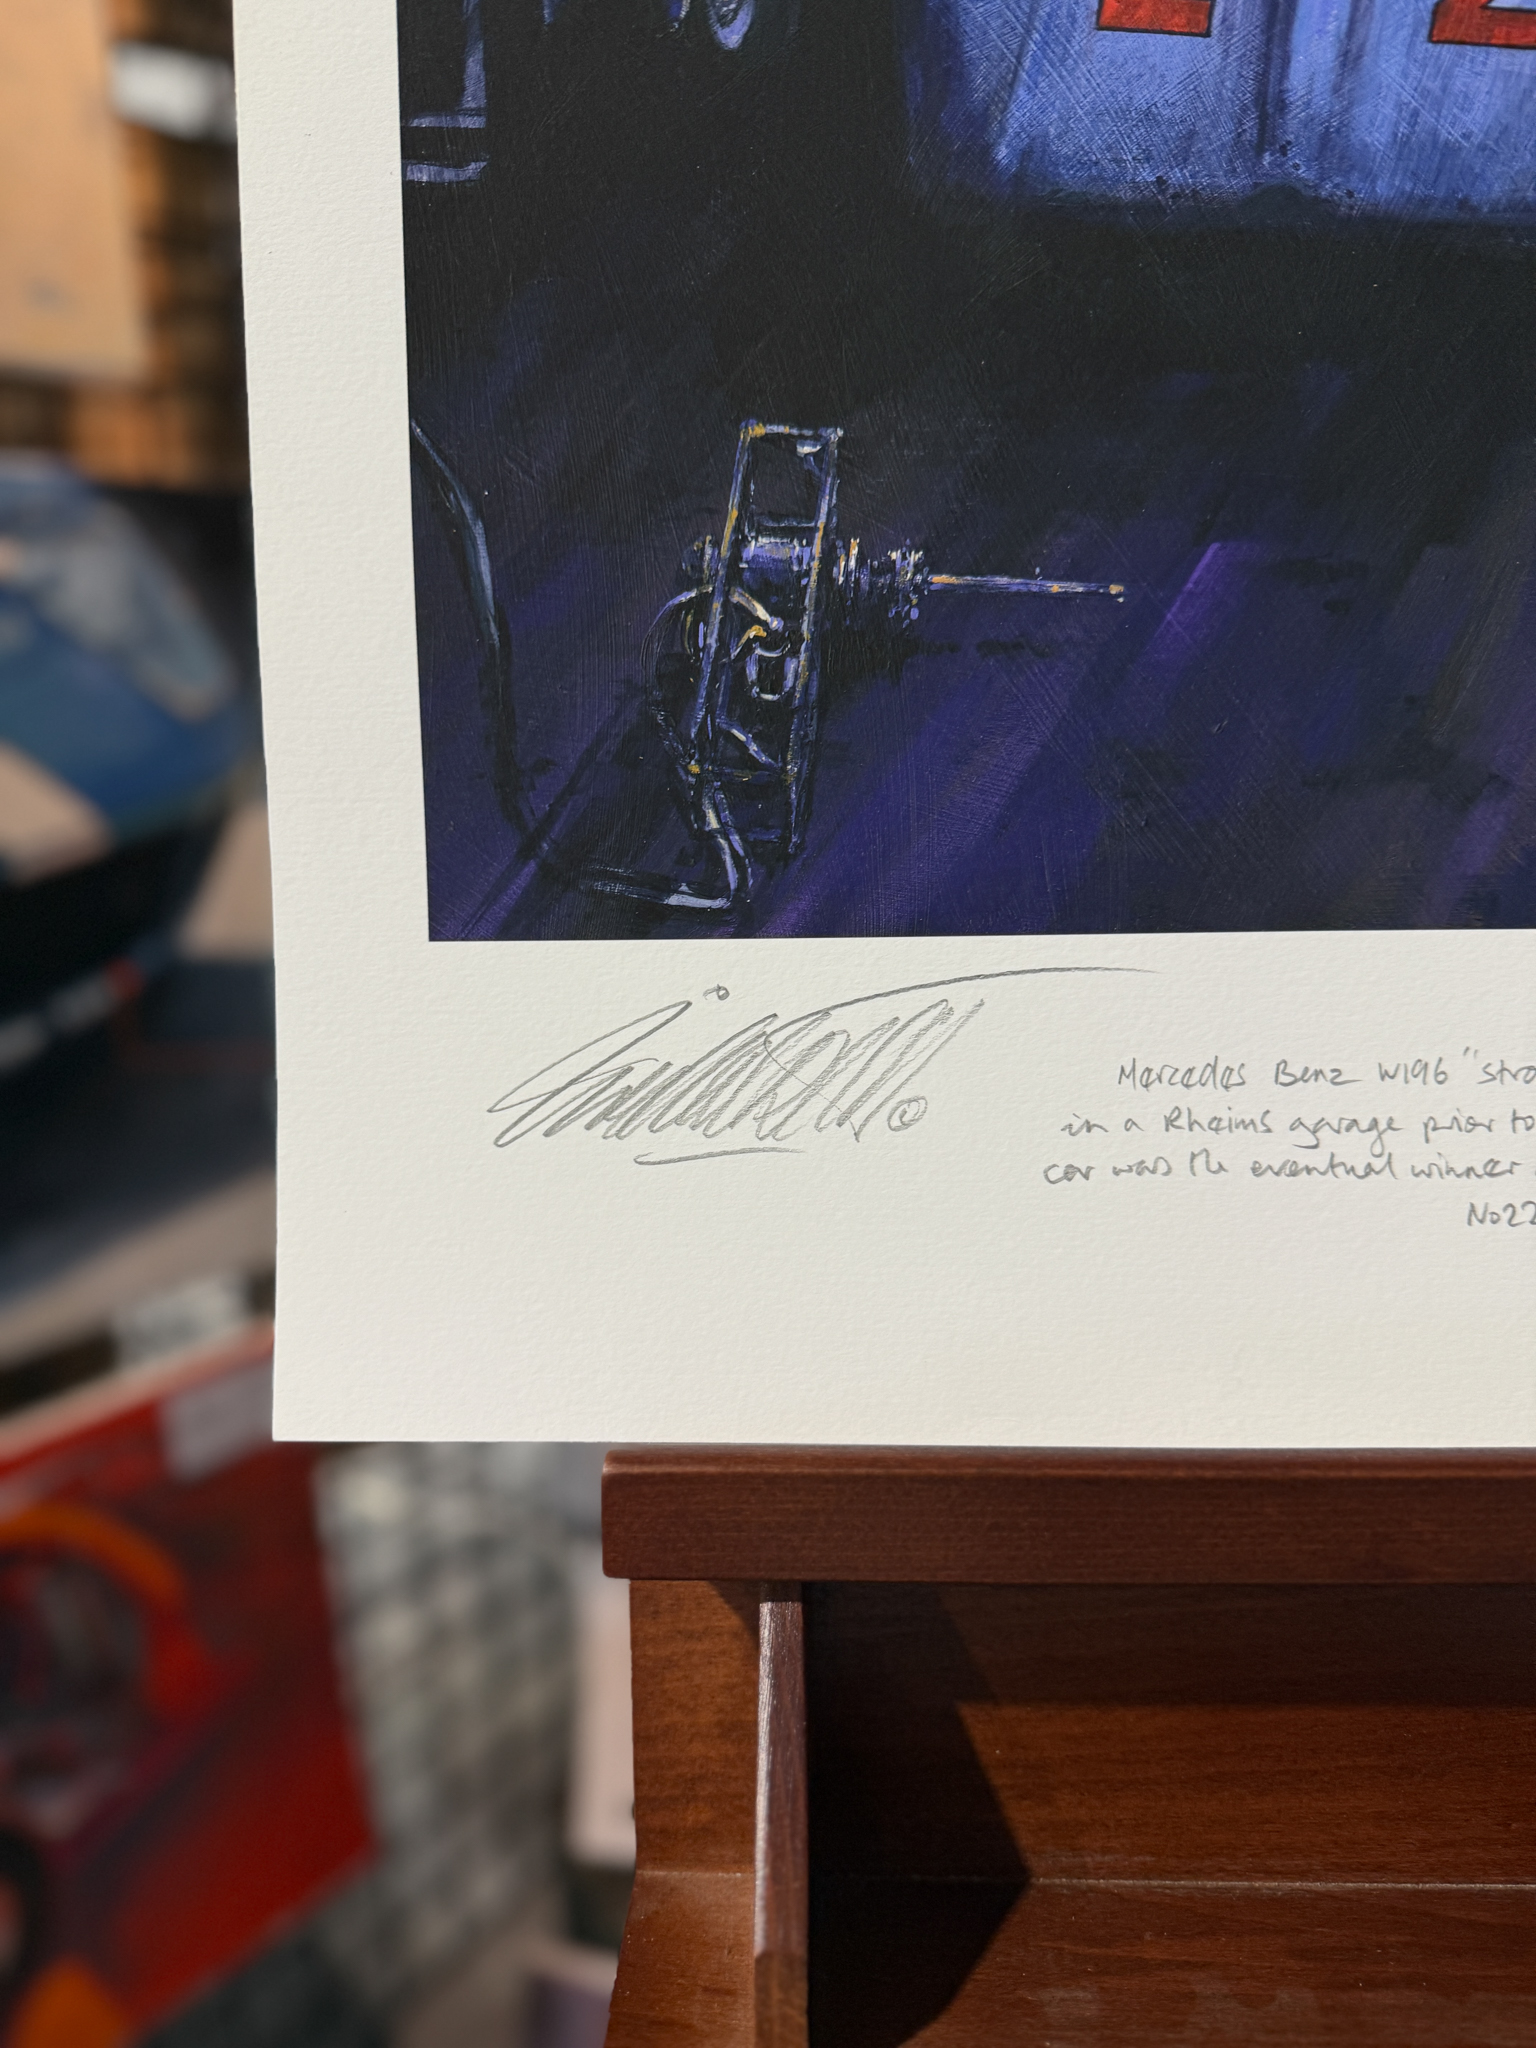 Mercedes Benz W196 "stro
in a Rheims garage prior to
car was the eventual winner
No22